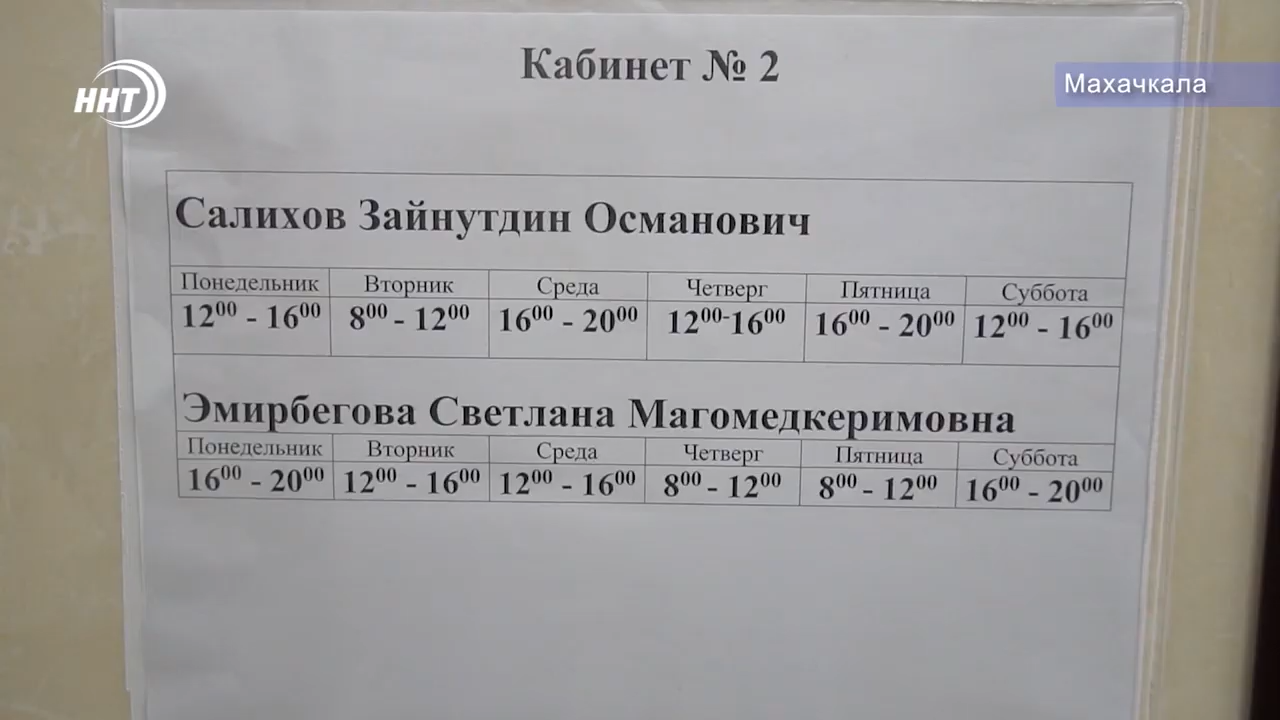 Кабинет № 2
ННТ
Махачкала
Салихов Зайнутдин Османович
Понедельник Вторник Среда Четверг Пятница Суббота
12⁰⁰ - 16⁰⁰ 8⁰⁰ - 12⁰⁰ 16⁰⁰ - 20⁰⁰ 12⁰⁰-16⁰⁰ 16⁰⁰ - 20⁰⁰ 12⁰⁰ - 16⁰⁰
Эмирбегова Светлана Магомедкеримовна
Понедельник Вторник Среда Четверг Пятница Суббота
16⁰⁰ - 20⁰⁰ 12⁰⁰ - 16⁰⁰ 12⁰⁰ - 16⁰⁰ 8⁰⁰ - 12⁰⁰ 8⁰⁰ - 12⁰⁰ 16⁰⁰ - 20⁰⁰